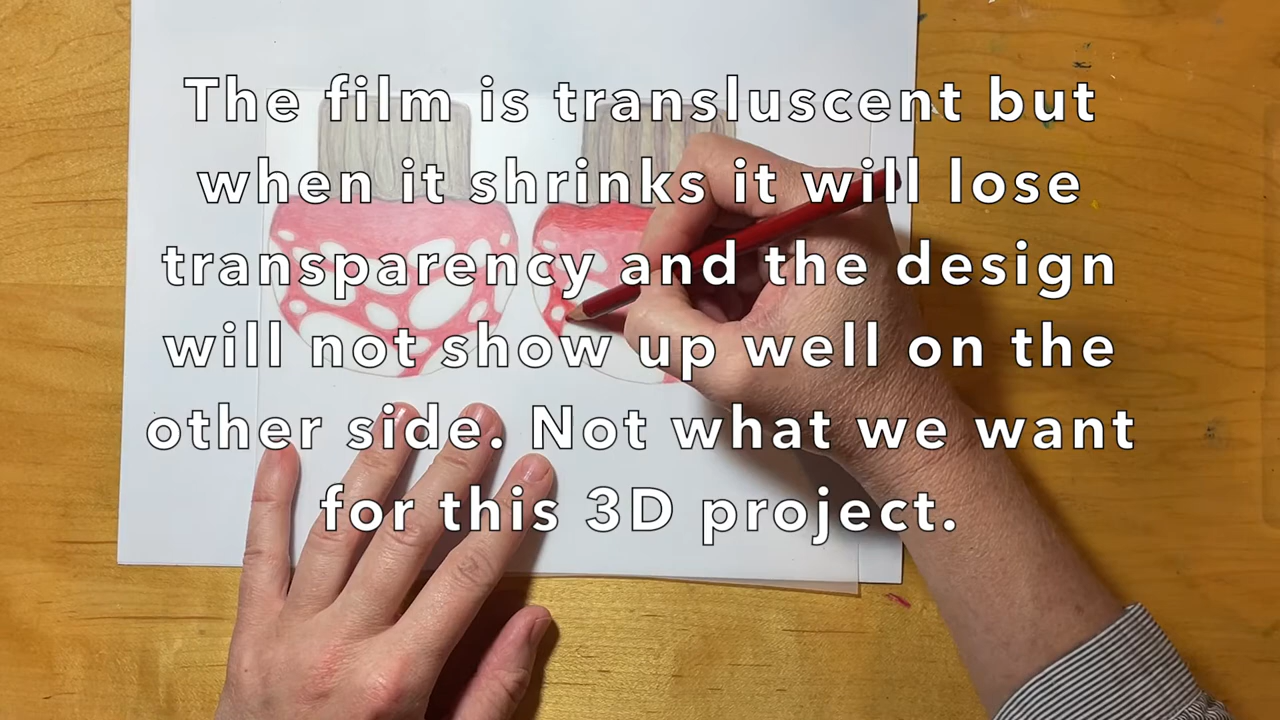 The film is transluscent but
when it shrinks it will lose
transparency and the design
will not show up well on the
other side. Not what we want
for this 3D project.